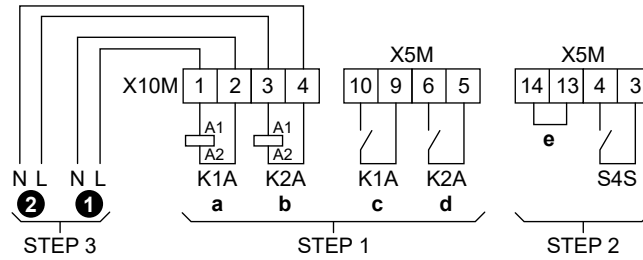 X5M X5M
X10M 1 2 3 4 10 9 6 5 14 13 4 3
A1 A1 e
A2 A2
N L N L K1A K2A K1A K2A S4S
2 1 a b c d
STEP 3 STEP 1 STEP 2